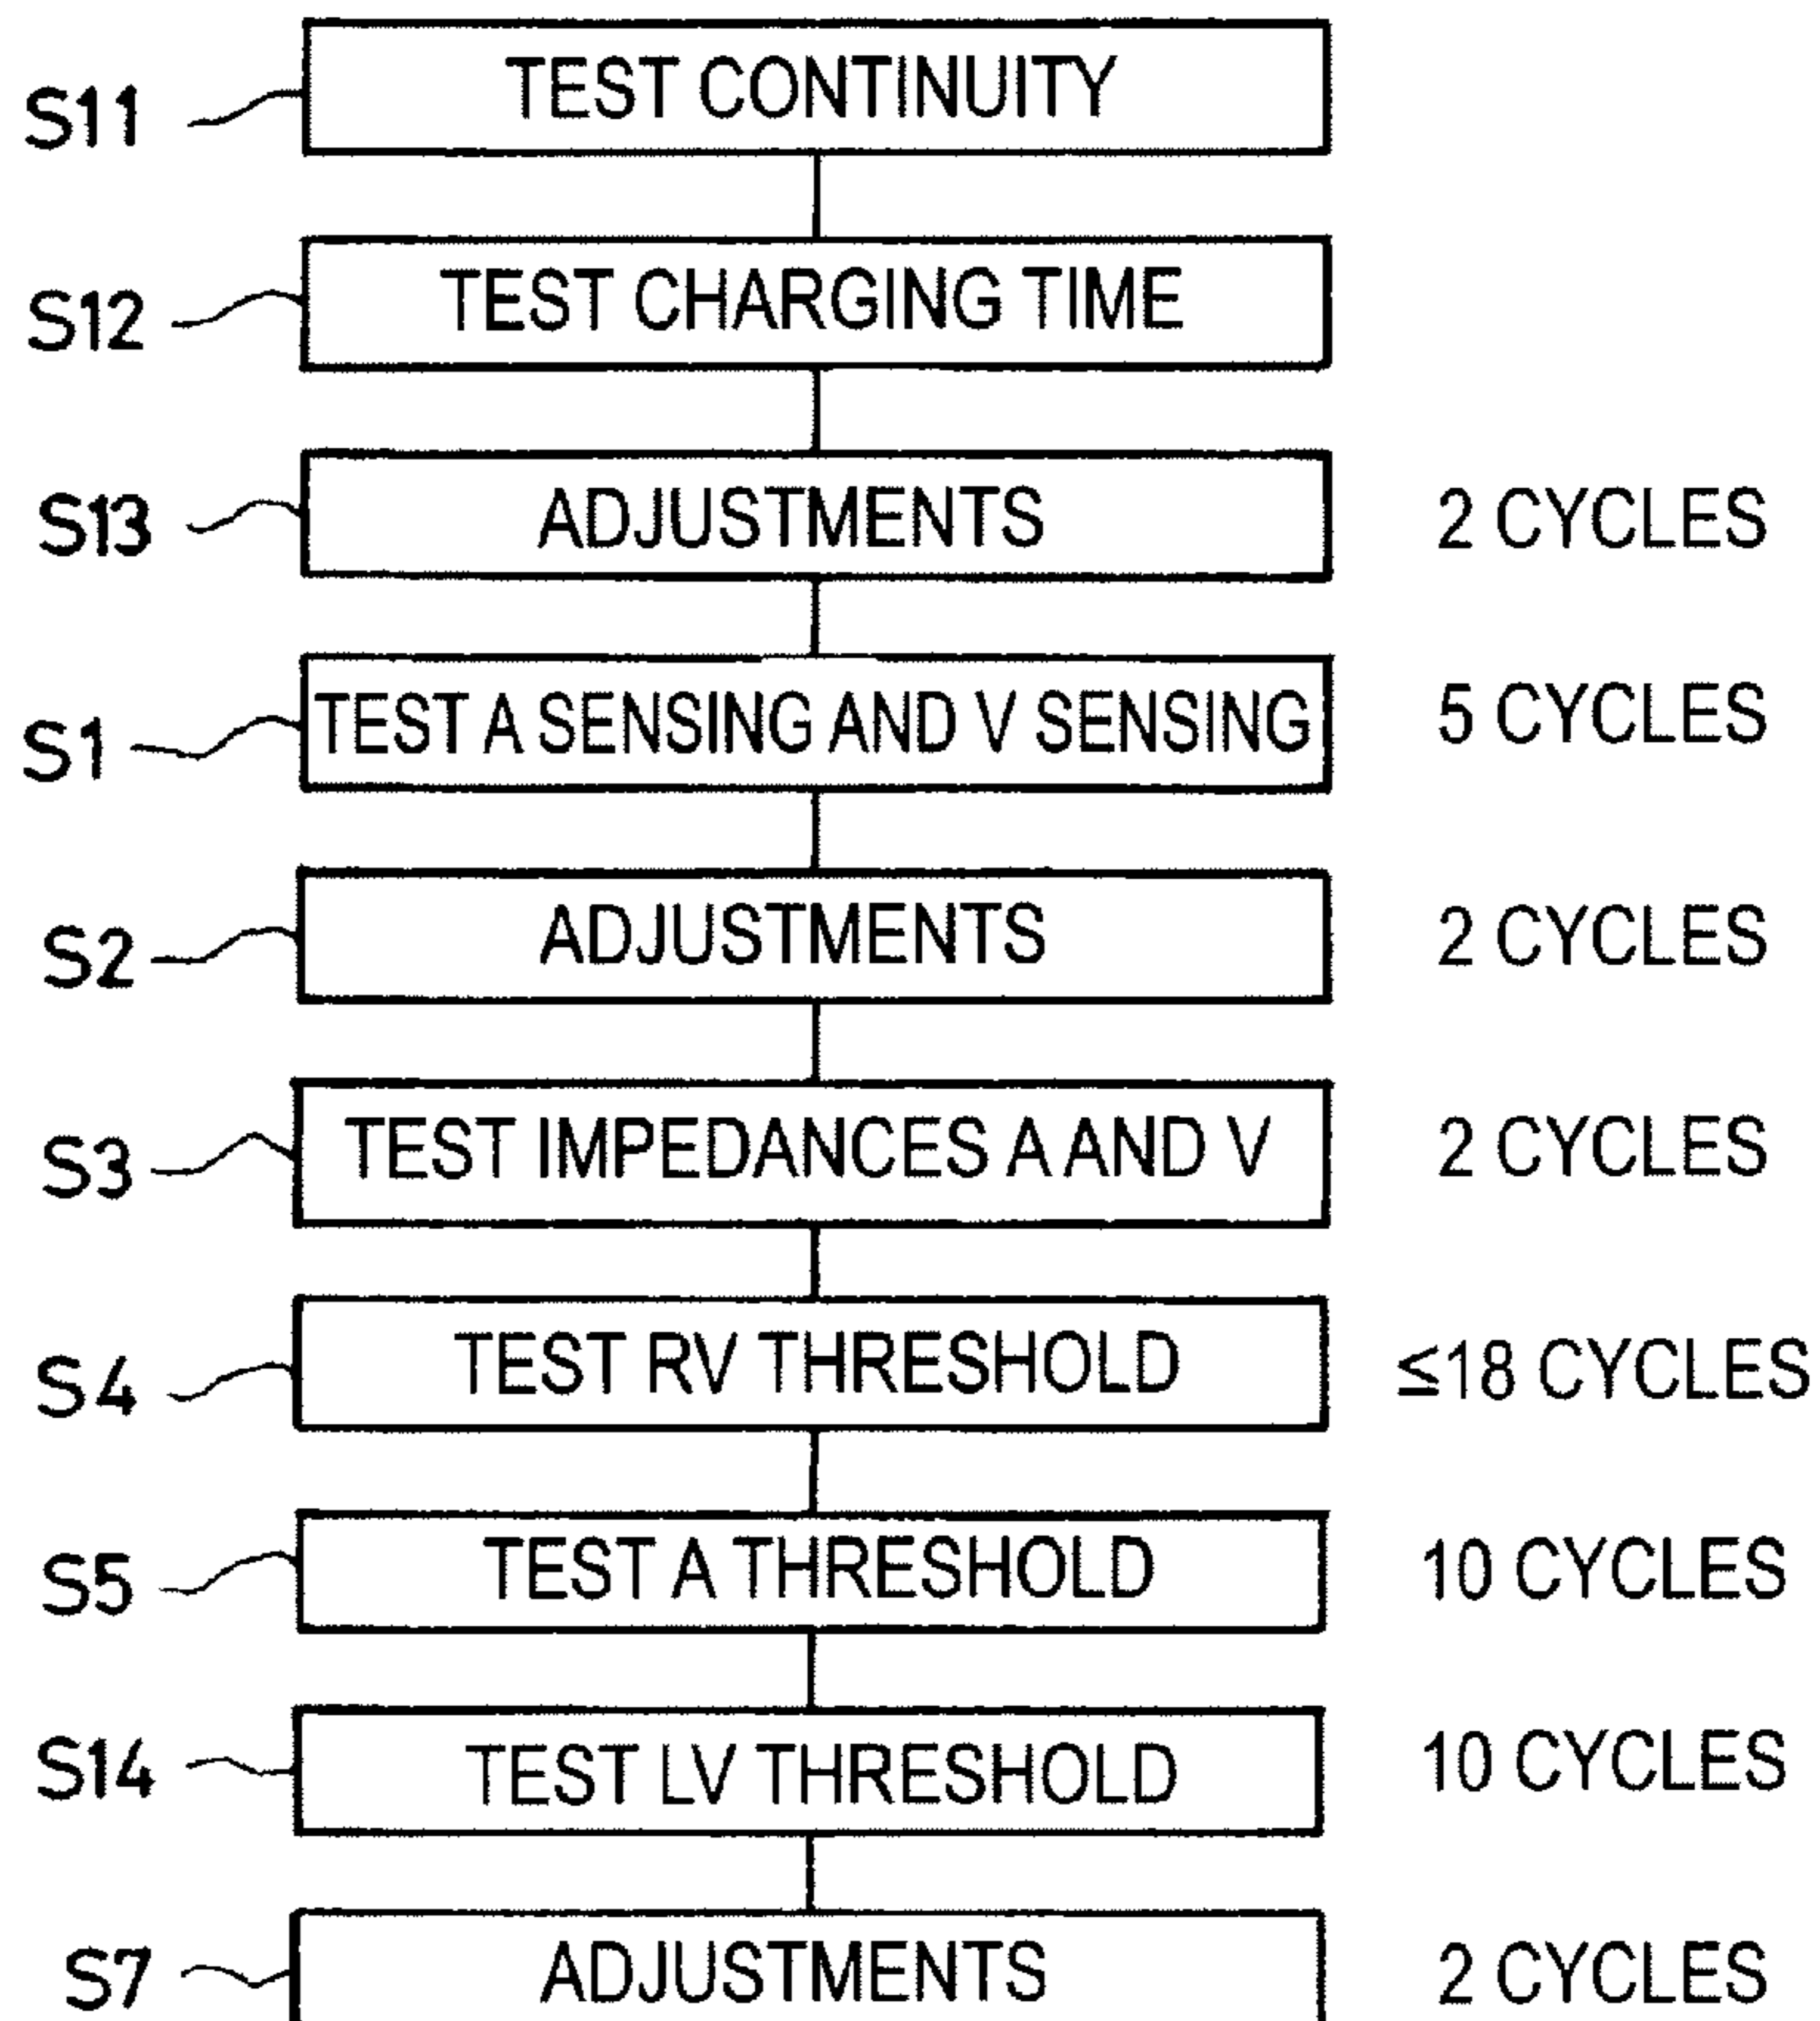 S11 TEST CONTINUITY
S12 TEST CHARGING TIME
S13 ADJUSTMENTS 2 CYCLES
S1 TEST A SENSING AND V SENSING 5 CYCLES
S2 ADJUSTMENTS 2 CYCLES
S3 TEST IMPEDANCES A AND V 2 CYCLES
S4 TEST RV THRESHOLD ≤18 CYCLES
S5 TEST A THRESHOLD 10 CYCLES
S14 TEST LV THRESHOLD 10 CYCLES
S7 ADJUSTMENTS 2 CYCLES